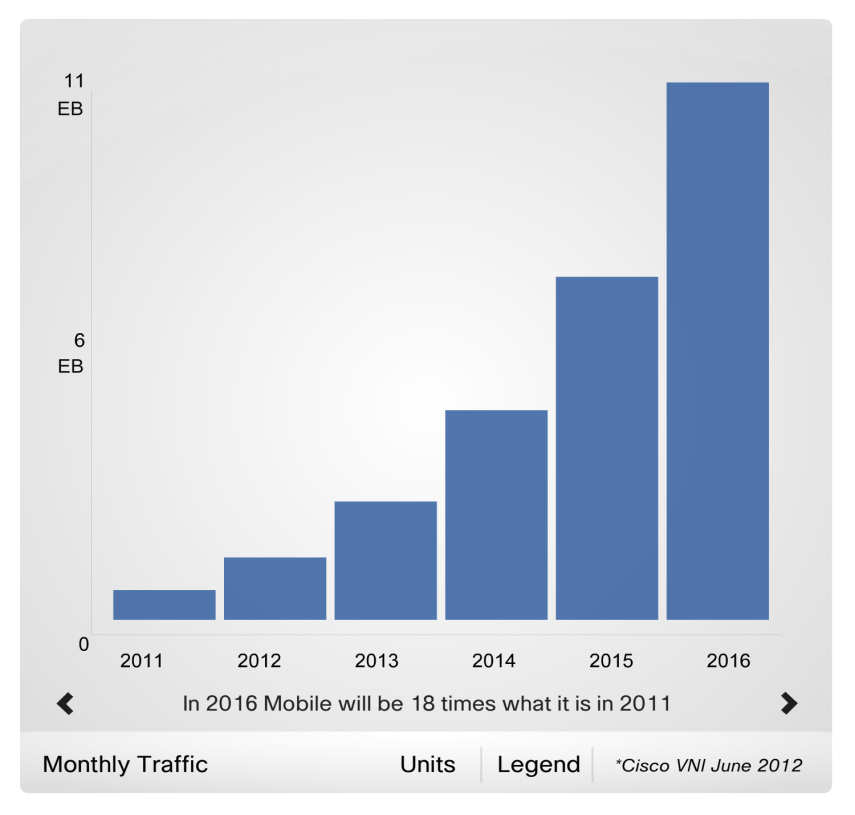 11
EB
6
EB
0
2011 2012 2013 2014 2015 2016
In 2016 Mobile will be 18 times what it is in 2011
Monthly Traffic Units Legend *Cisco VNI June 2012